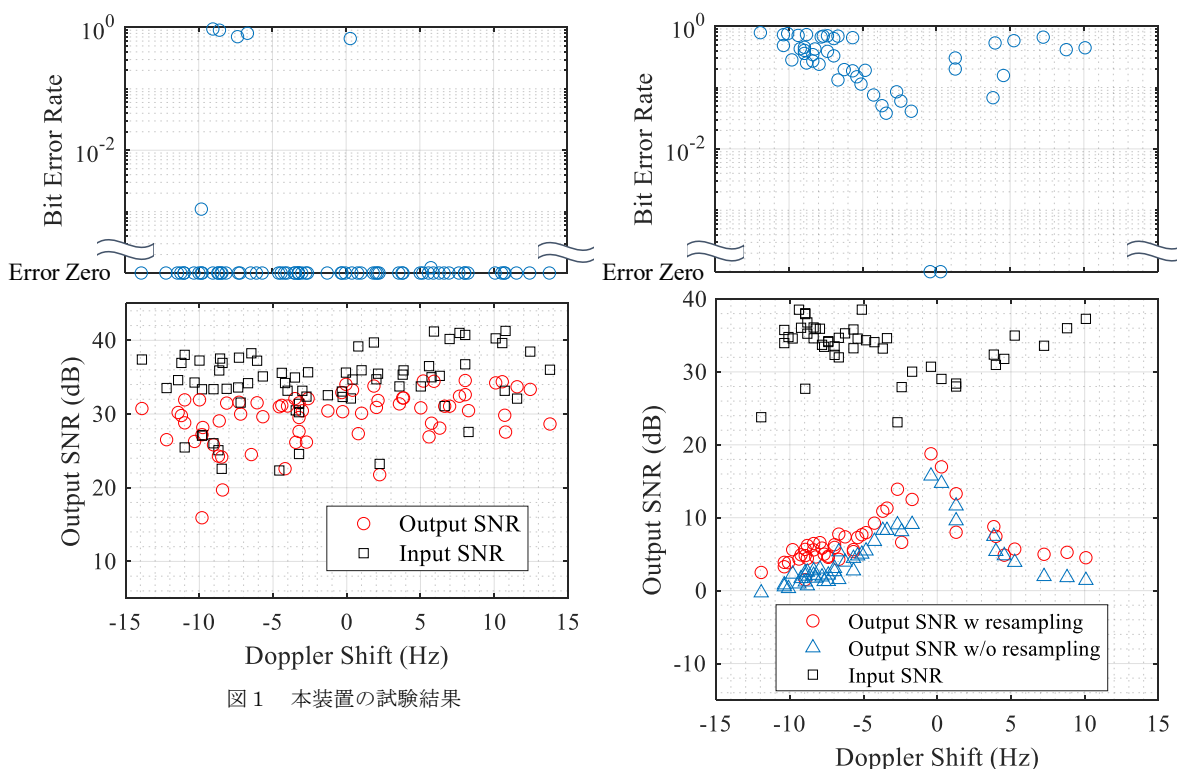 10^0
10^-2
Bit Error Rate
Error Zero
40
30
20
10
Output SNR (dB)
Output SNR
Input SNR
-15 -10 -5 0 5 10 15
Doppler Shift (Hz)
図1 本装置の試験結果
10^0
10^-2
Bit Error Rate
Error Zero
40
30
20
10
0
-10
Output SNR (dB)
Output SNR w resampling
Output SNR w/o resampling
Input SNR
-15 -10 -5 0 5 10 15
Doppler Shift (Hz)